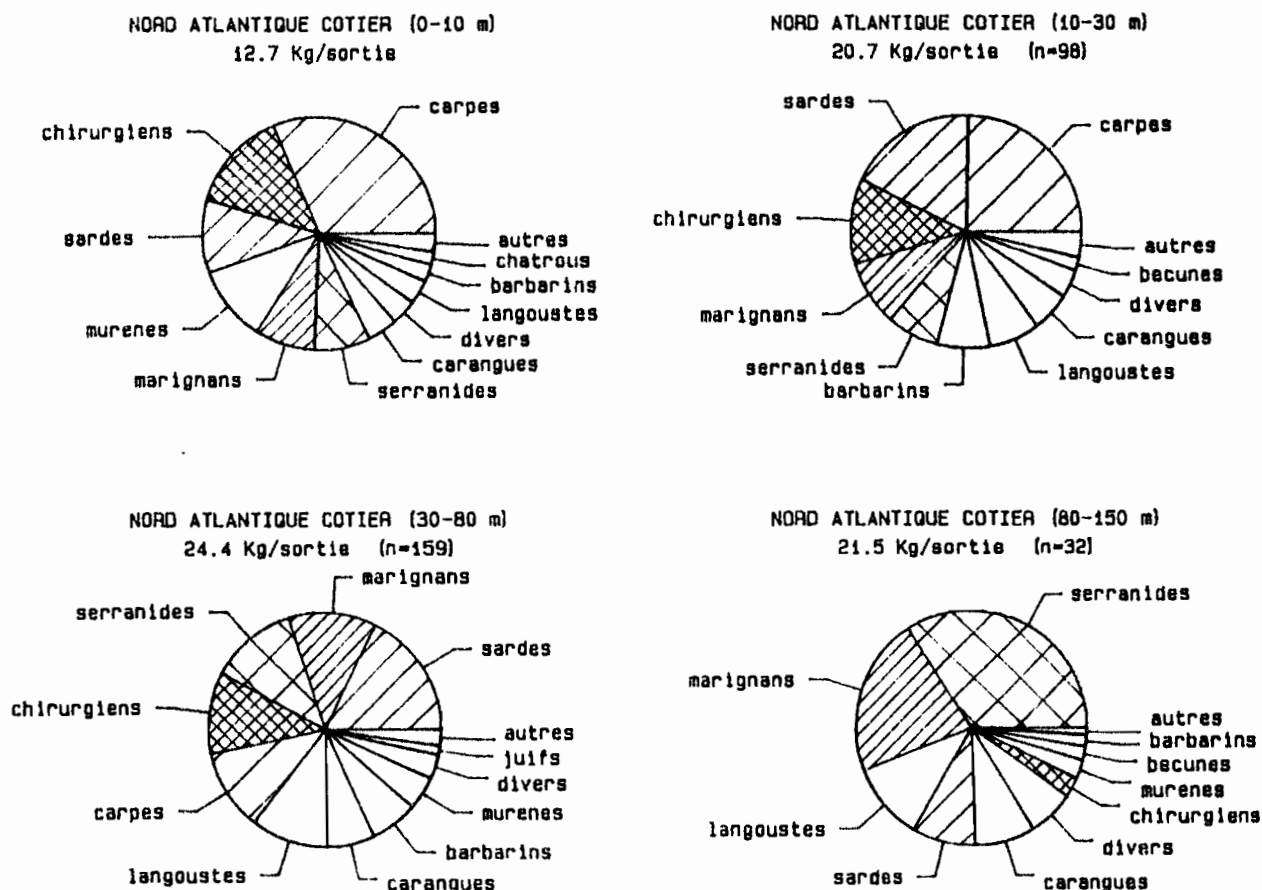 NORD ATLANTIQUE COTIER (0-10 m)
12.7 Kg/sortie
carpes
chirurgiens
sardes
murenes
marignans
serranides
carangues
divers
langoustes
barbarins
chatrous
autres
NORD ATLANTIQUE COTIER (10-30 m)
20.7 Kg/sortie (n=98)
sardes
carpes
chirurgiens
marignans
serranides
barbarins
langoustes
carangues
divers
becunes
autres
NORD ATLANTIQUE COTIER (30-80 m)
24.4 Kg/sortie (n=159)
marignans
serranides
sardes
chirurgiens
carpes
langoustes
carangues
barbarins
murenes
divers
juifs
autres
NORD ATLANTIQUE COTIER (80-150 m)
21.5 Kg/sortie (n=32)
serranides
marignans
langoustes
sardes
carangues
divers
chirurgiens
murenes
becunes
barbarins
autres